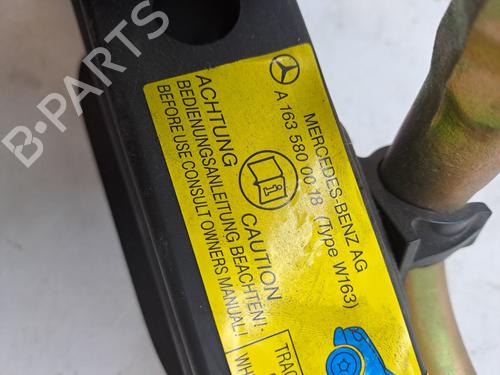 B-PARTS
MERCEDES-BENZ AG
A 163 580 00 18 (Type W163)
ACHTUNG CAUTION
BEDIENUNGSANLEITUNG BEACHTEN!
BEFORE USE CONSULT OWNERS MANUAL!